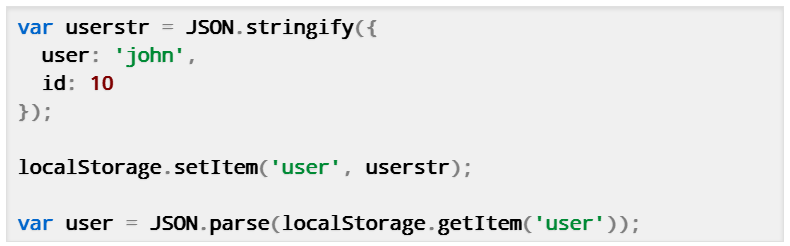 var userstr = JSON.stringify({
  user: 'john',
  id: 10
});

localStorage.setItem('user', userstr);

var user = JSON.parse(localStorage.getItem('user'));